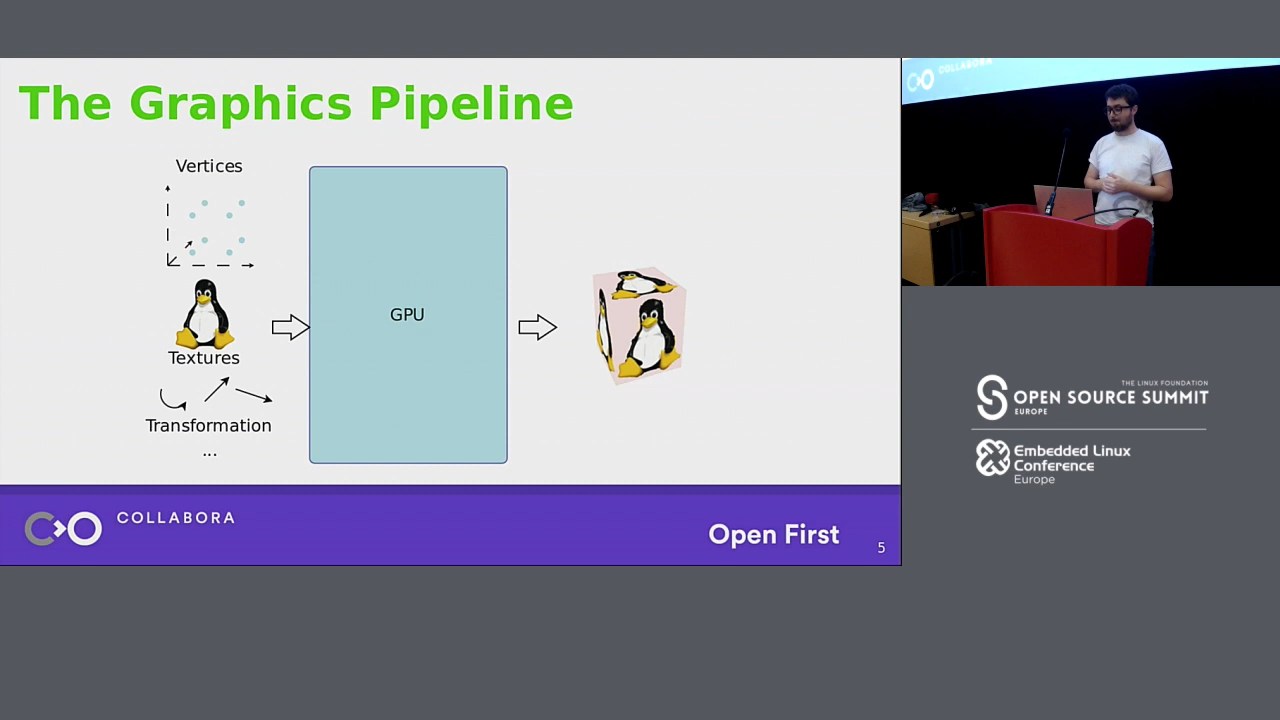 The Graphics Pipeline
Vertices
Textures
Transformation
...
GPU
COLLABORA
Open First
5
COLLABORA
THE LINUX FOUNDATION
OPEN SOURCE SUMMIT
EUROPE
Embedded Linux
Conference
Europe